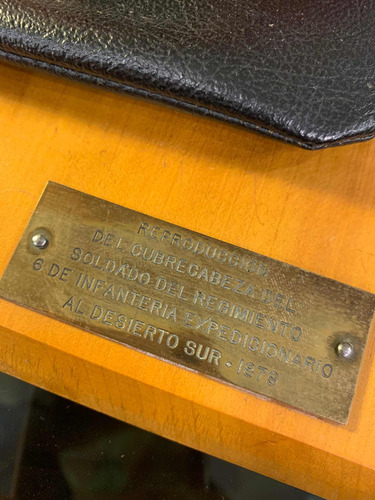 REPRODUCCION
DEL CUBRECABEZA DEL
SOLDADO DEL REGIMIENTO
6 DE INFANTERIA EXPEDICIONARIO
AL DESIERTO SUR - 1879